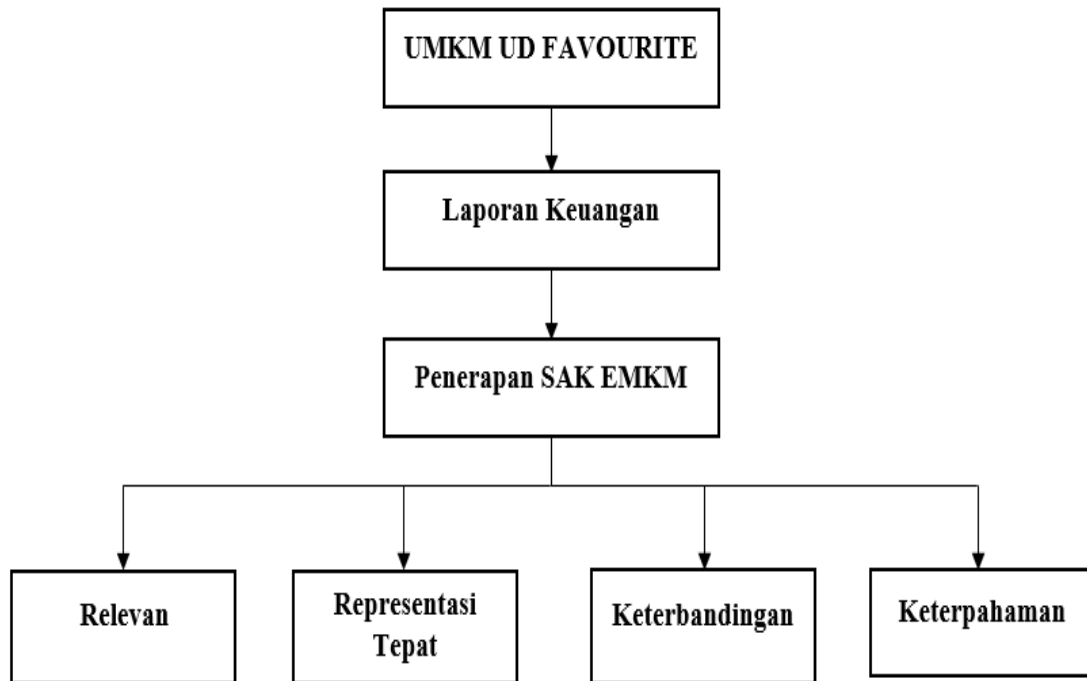 UMKM UD FAVOURITE
Laporan Keuangan
Penerapan SAK EMKM
Relevan
Representasi
Tepat
Keterbandingan
Keterpahaman